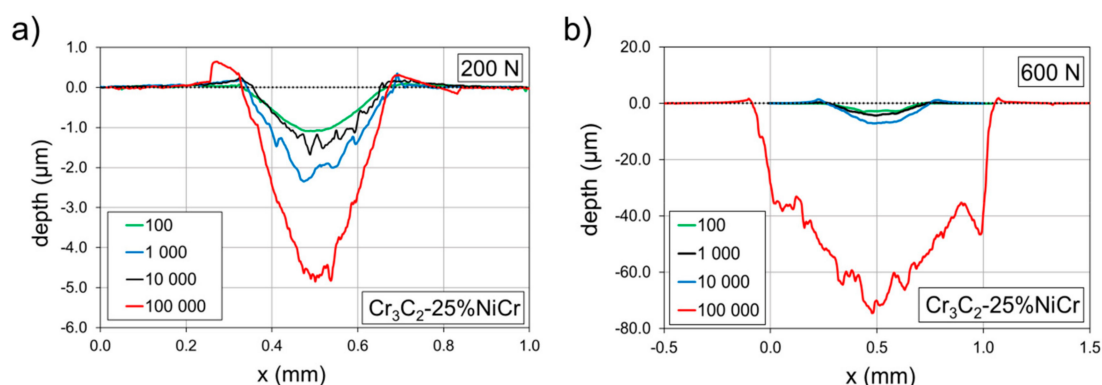 a)
200 N
1.0
0.0
-1.0
-2.0
-3.0
-4.0
-5.0
-6.0
depth (μm)
100
1 000
10 000
100 000
Cr₃C₂-25%NiCr
0.0 0.2 0.4 0.6 0.8 1.0
x (mm)
b)
600 N
20.0
0.0
-20.0
-40.0
-60.0
-80.0
depth (μm)
100
1 000
10 000
100 000
Cr₃C₂-25%NiCr
-0.5 0.0 0.5 1.0 1.5
x (mm)